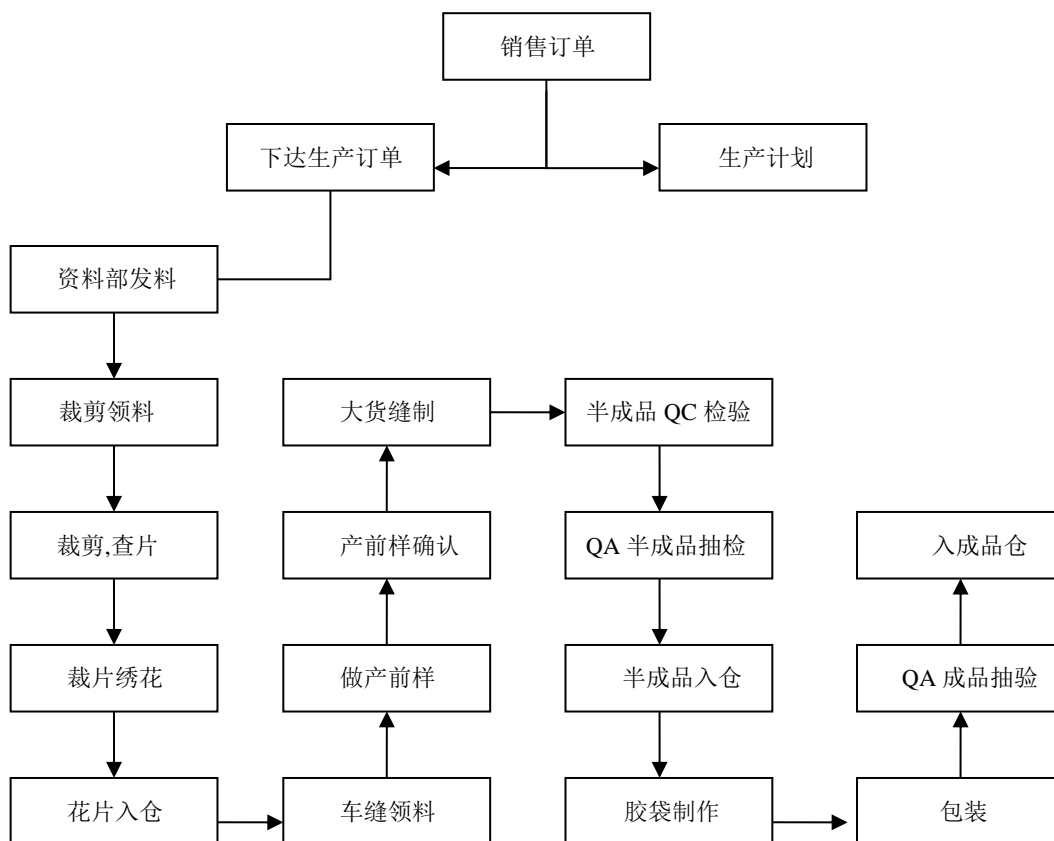 销售订单
下达生产订单
生产计划
资料部发料
裁剪领料
大货缝制
半成品 QC 检验
裁剪,查片
产前样确认
QA 半成品抽检
入成品仓
裁片绣花
做产前样
半成品入仓
QA 成品抽验
花片入仓
车缝领料
胶袋制作
包装